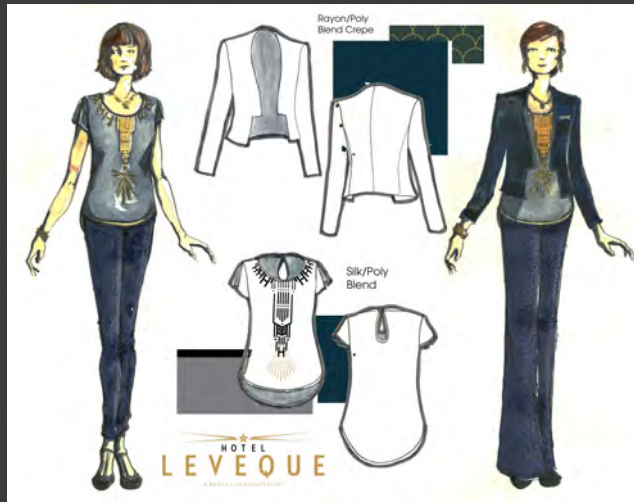 Rayon/Poly
Blend Crepe
Silk/Poly
Blend
HOTEL
LEVEQUE